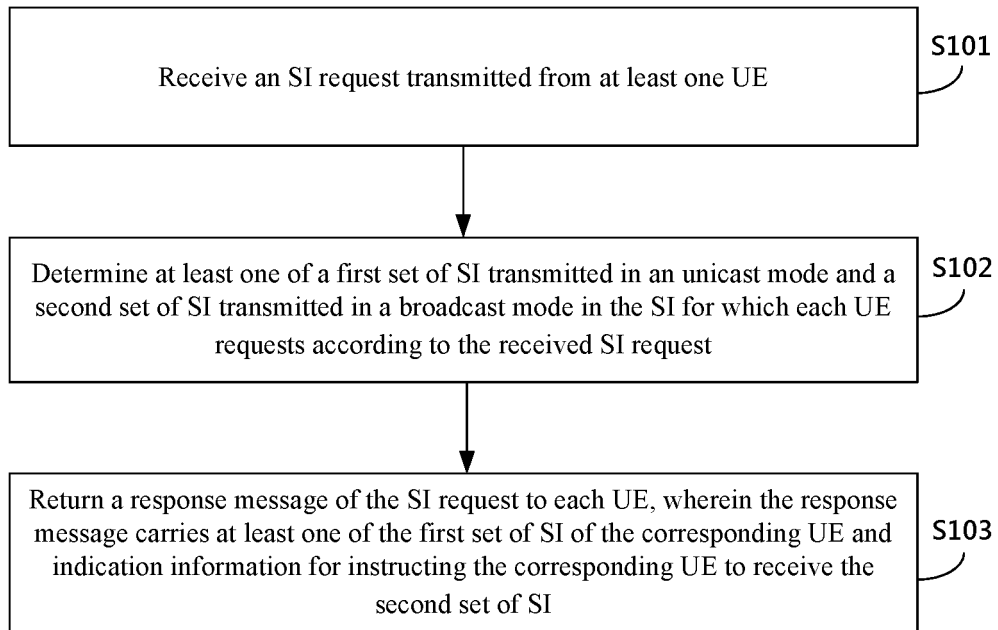 Receive an SI request transmitted from at least one UE
S101
Determine at least one of a first set of SI transmitted in an unicast mode and a
second set of SI transmitted in a broadcast mode in the SI for which each UE
requests according to the received SI request
S102
Return a response message of the SI request to each UE, wherein the response
message carries at least one of the first set of SI of the corresponding UE and
indication information for instructing the corresponding UE to receive the
second set of SI
S103